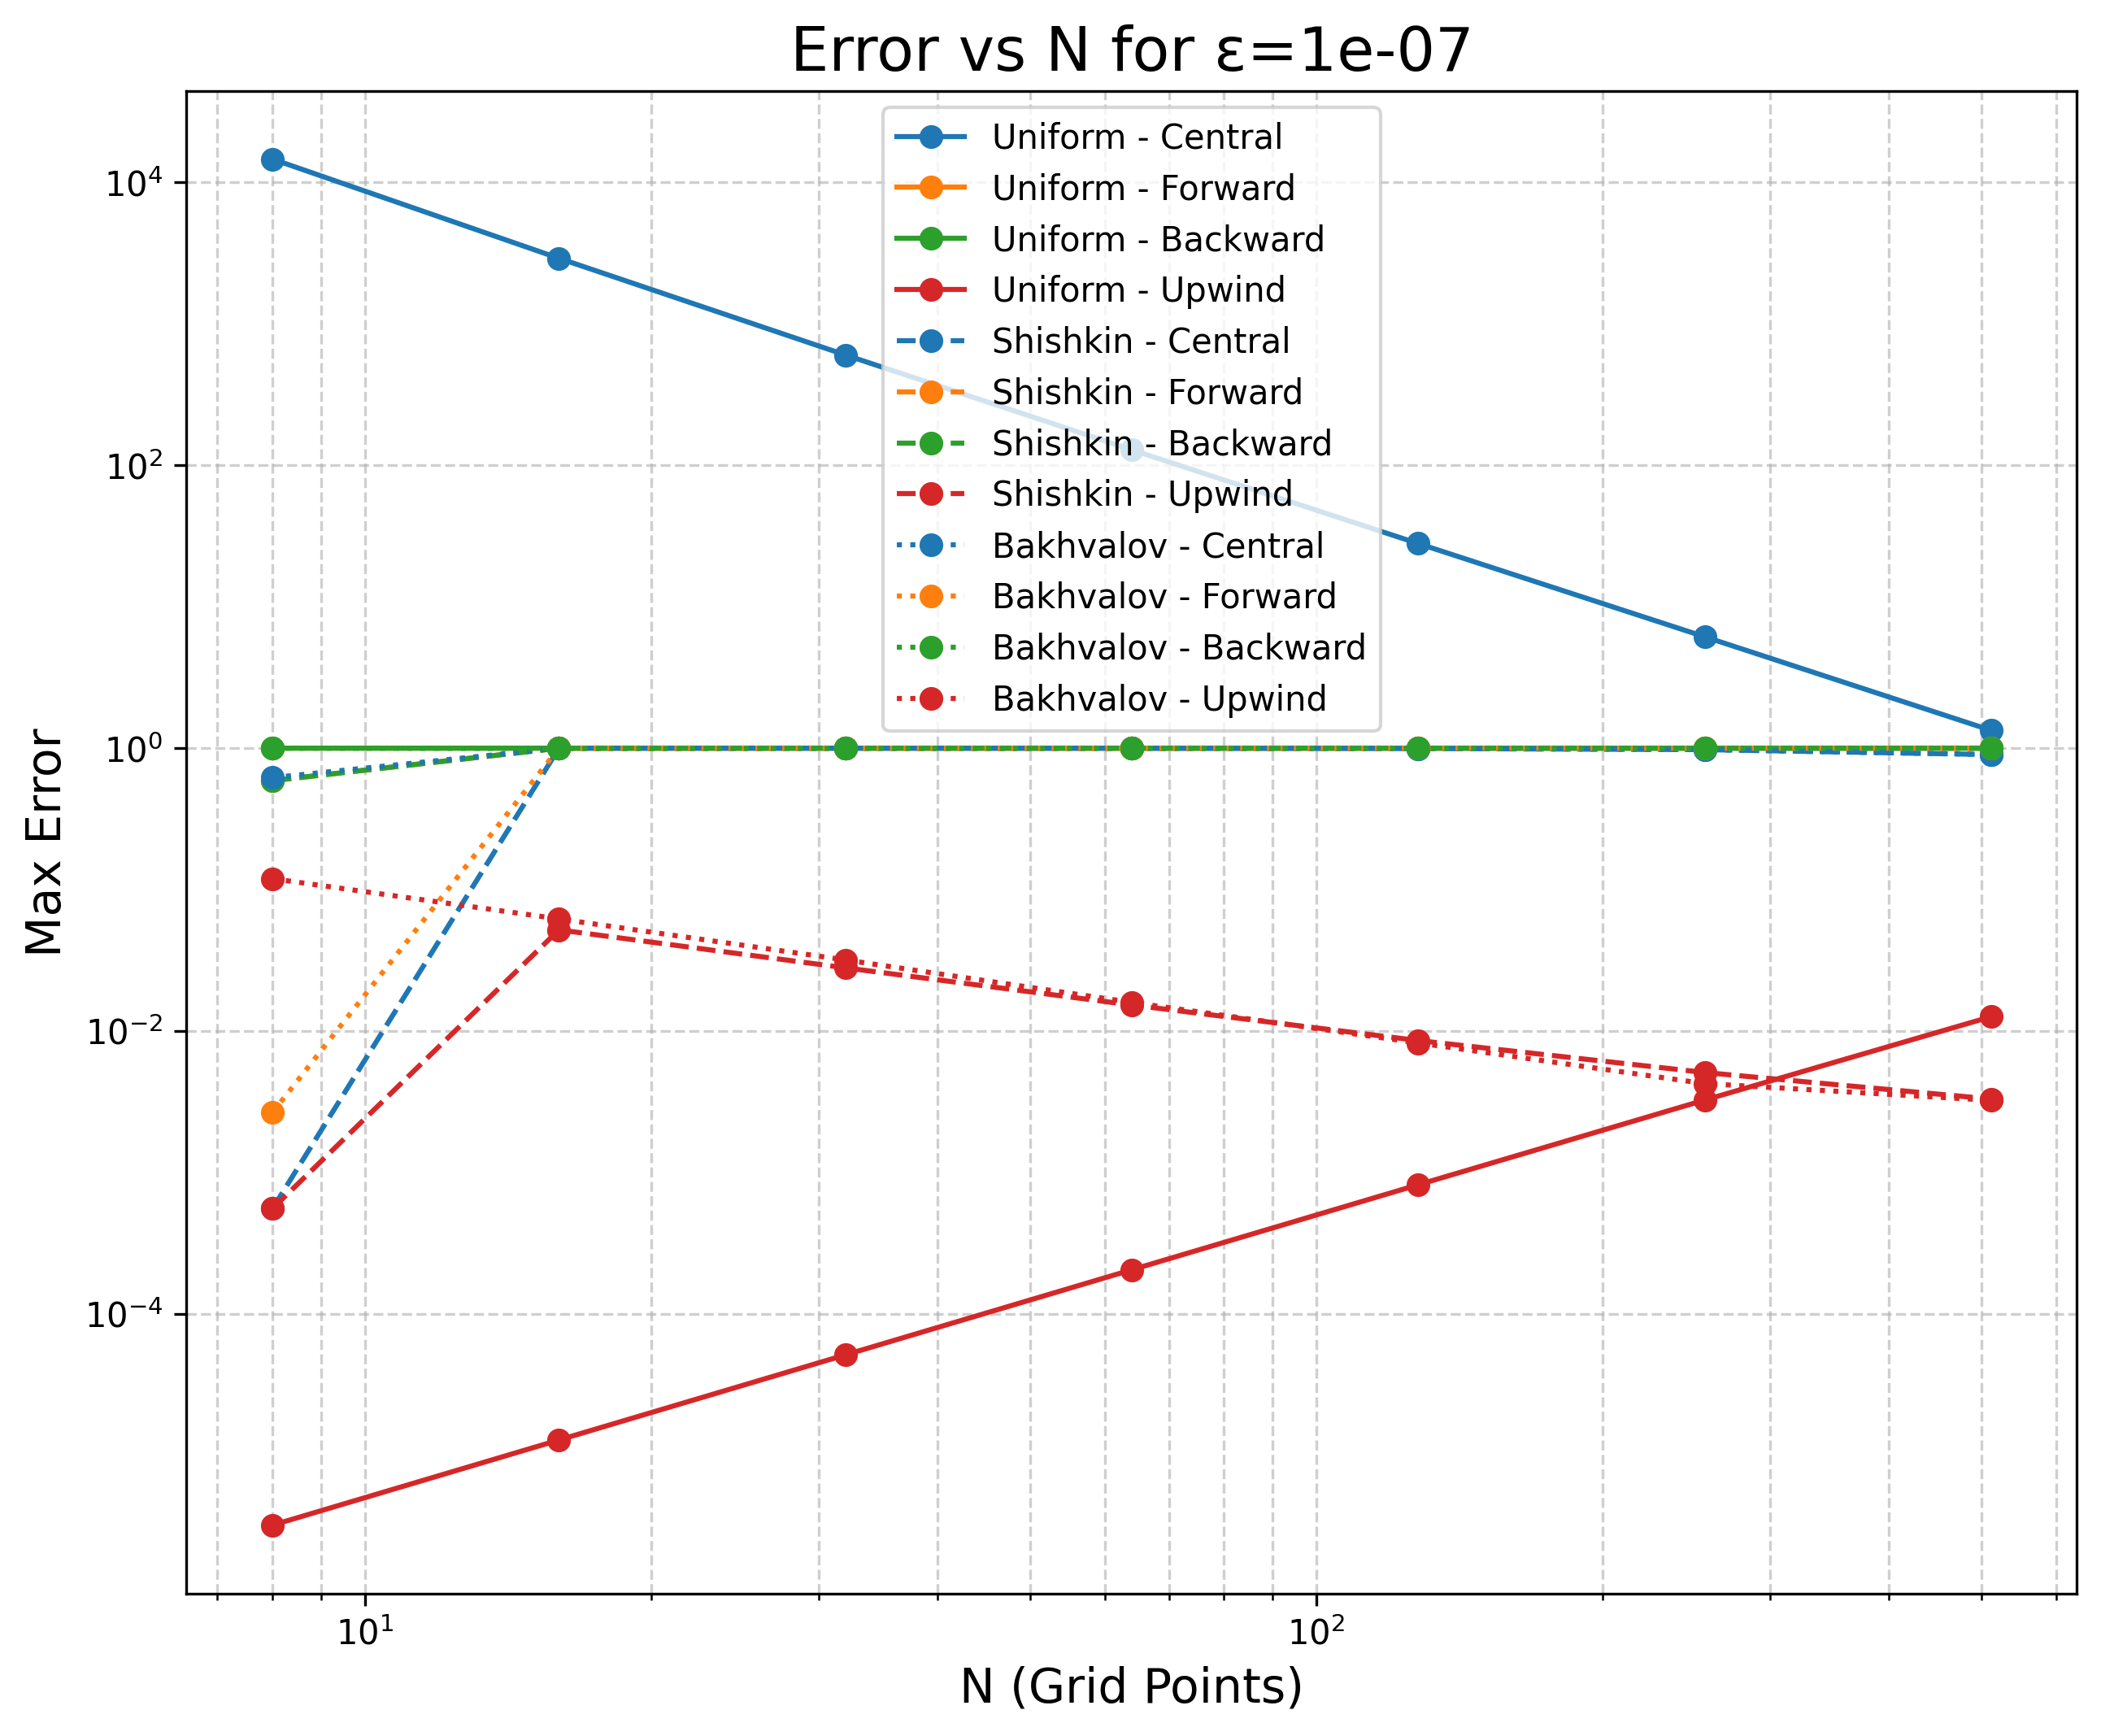 Error vs N for ε=1e-07
Uniform - Central
Uniform - Forward
Uniform - Backward
Uniform - Upwind
Shishkin - Central
Shishkin - Forward
Shishkin - Backward
Shishkin - Upwind
Bakhvalov - Central
Bakhvalov - Forward
Bakhvalov - Backward
Bakhvalov - Upwind
Max Error
10⁴
10²
10⁰
10⁻²
10⁻⁴
10¹
10²
N (Grid Points)